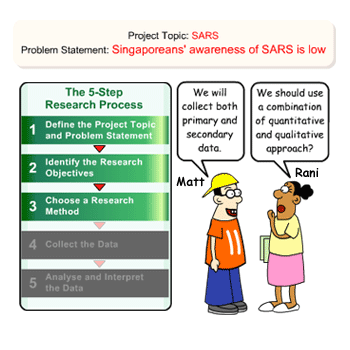 Project Topic: SARS
Problem Statement: Singaporeans' awareness of SARS is low
The 5-Step
Research Process
1 Define the Project Topic
and Problem Statement
2 Identify the Research
Objectives
3 Choose a Research
Method
4 Collect the Data
5 Analyse and Interpret
the Data
We will
collect both
primary and
secondary
data.
Matt
We should use
a combination
of quantitative
and qualitative
approach?
Rani